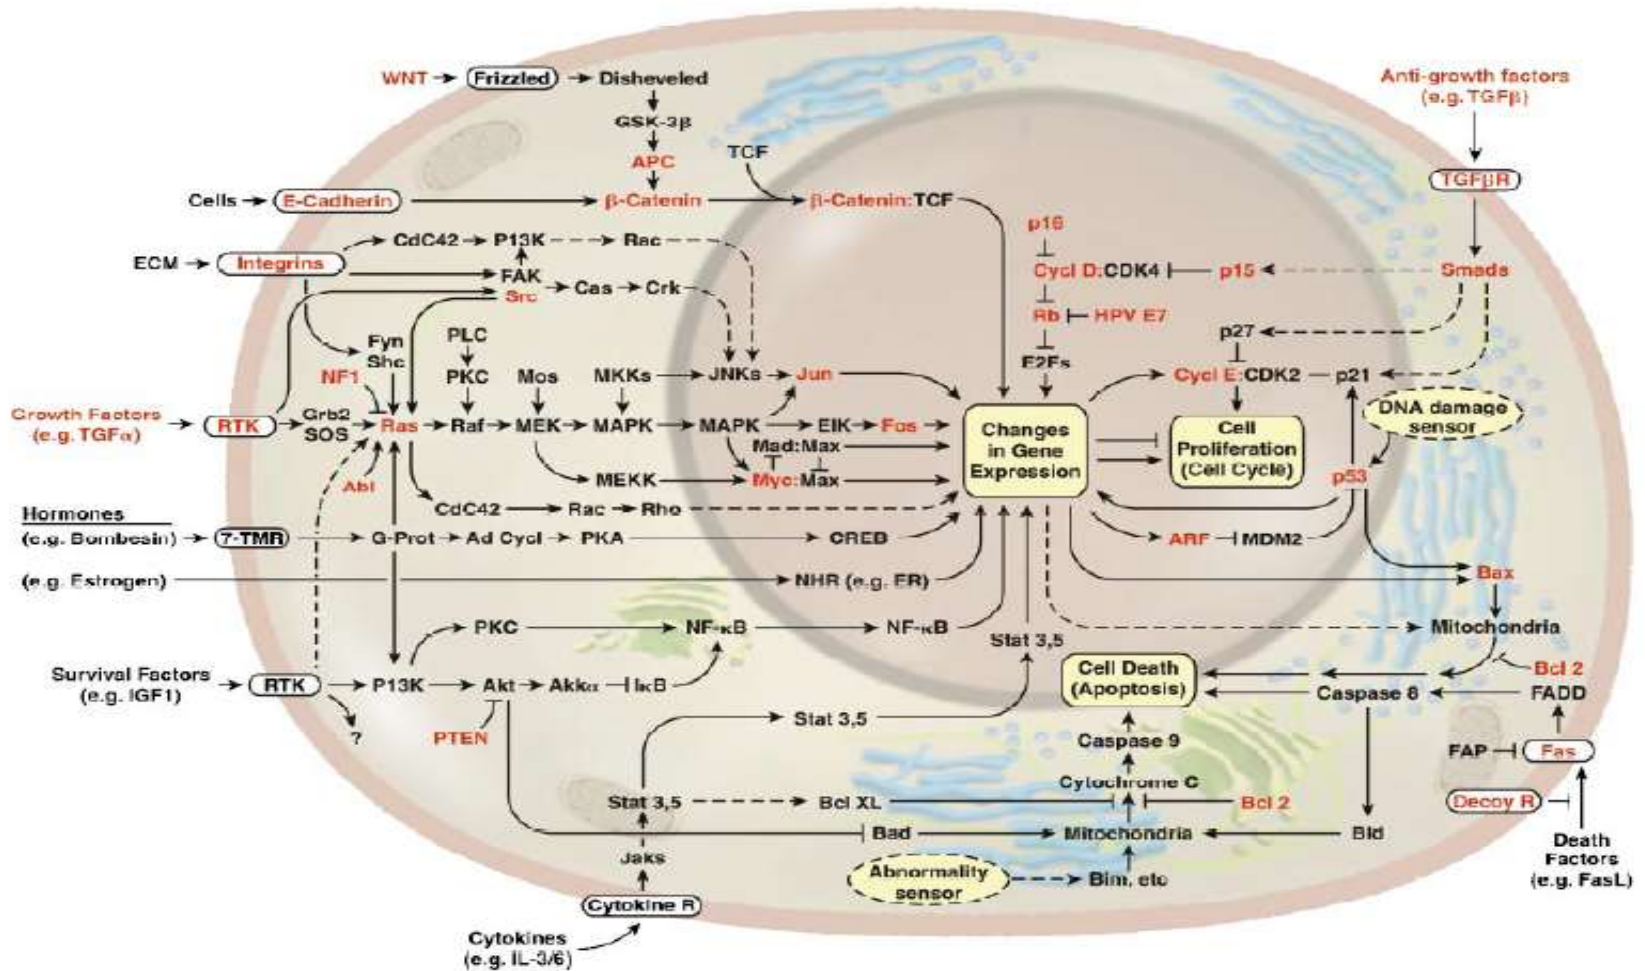 WNT
Frizzled
Disheveled
GSK-3β
APC
TCF
Cells
E-Cadherin
β-Catenin
β-Catenin:TCF
Anti-growth factors
(e.g. TGFβ)
TGFβR
CdC42
P13K
Rac
ECM
Integrins
FAK
Src
Cas
Crk
p16
Cycl D:CDK4
p15
Smads
Rb
HPV E7
E2Fs
p27
Cycl E:CDK2
p21
DNA damage
sensor
Fyn
Shc
PLC
NF1
PKC
Mos
MKKs
JNKs
Jun
Growth Factors
(e.g. TGFα)
RTK
Grb2
SOS
Ras
Raf
MEK
MAPK
MAPK
ElK
Fos
Mad:Max
Changes
in Gene
Expression
Cell
Proliferation
(Cell Cycle)
Abl
MEKK
Myc:Max
p53
CdC42
Rac
Rho
Hormones
(e.g. Bombesin)
7-TMR
G-Prot
Ad Cycl
PKA
CREB
ARF
MDM2
(e.g. Estrogen)
NHR (e.g. ER)
Bax
PKC
NF-κB
NF-κB
Stat 3,5
Mitochondria
Survival Factors
(e.g. IGF1)
RTK
P13K
Akt
Akkα
IκB
Cell Death
(Apoptosis)
Bcl 2
Caspase 8
FADD
?
PTEN
Stat 3,5
Caspase 9
FAP
Fas
Cytochrome C
Stat 3,5
Bcl XL
Bcl 2
Decoy R
Bad
Mitochondria
Bid
Death
Factors
(e.g. FasL)
Jaks
Abnormality
sensor
Bim, etc
Cytokine R
Cytokines
(e.g. IL-3/6)